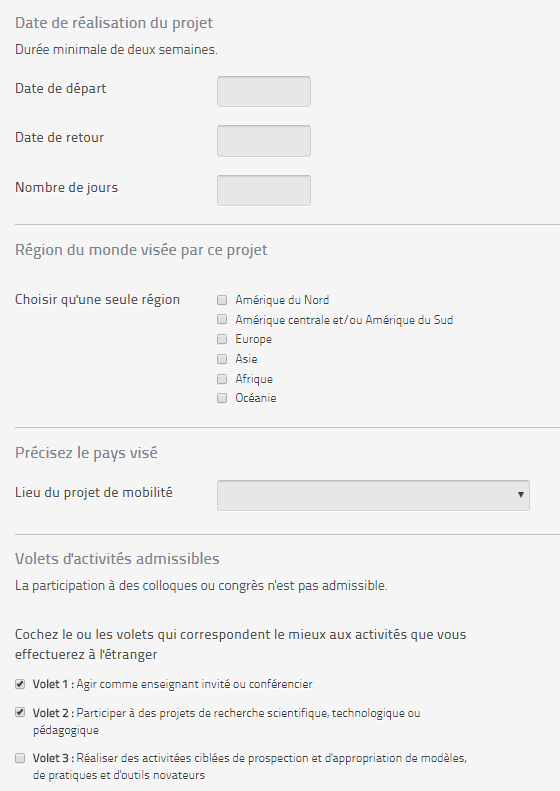 Date de réalisation du projet
Durée minimale de deux semaines.
Date de départ
Date de retour
Nombre de jours
Région du monde visée par ce projet
Choisir qu'une seule région
Amérique du Nord
Amérique centrale et/ou Amérique du Sud
Europe
Asie
Afrique
Océanie
Précisez le pays visé
Lieu du projet de mobilité
Volets d'activités admissibles
La participation à des colloques ou congrès n'est pas admissible.
Cochez le ou les volets qui correspondent le mieux aux activités que vous
effectuerez à l'étranger
Volet 1 : Agir comme enseignant invité ou conférencier
Volet 2 : Participer à des projets de recherche scientifique, technologique ou
pédagogique
Volet 3 : Réaliser des activitées ciblées de prospection et d'appropriation de modèles,
de pratiques et d'outils novateurs